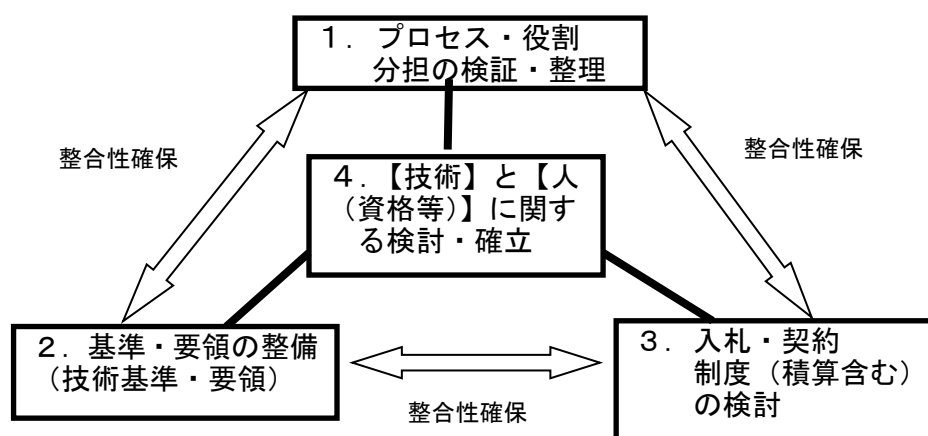 １．プロセス・役割
分担の検証・整理
整合性確保
整合性確保
４．【技術】と【人
（資格等）】に関す
る検討・確立
２．基準・要領の整備
（技術基準・要領）
３．入札・契約
制度（積算含む）
の検討
整合性確保